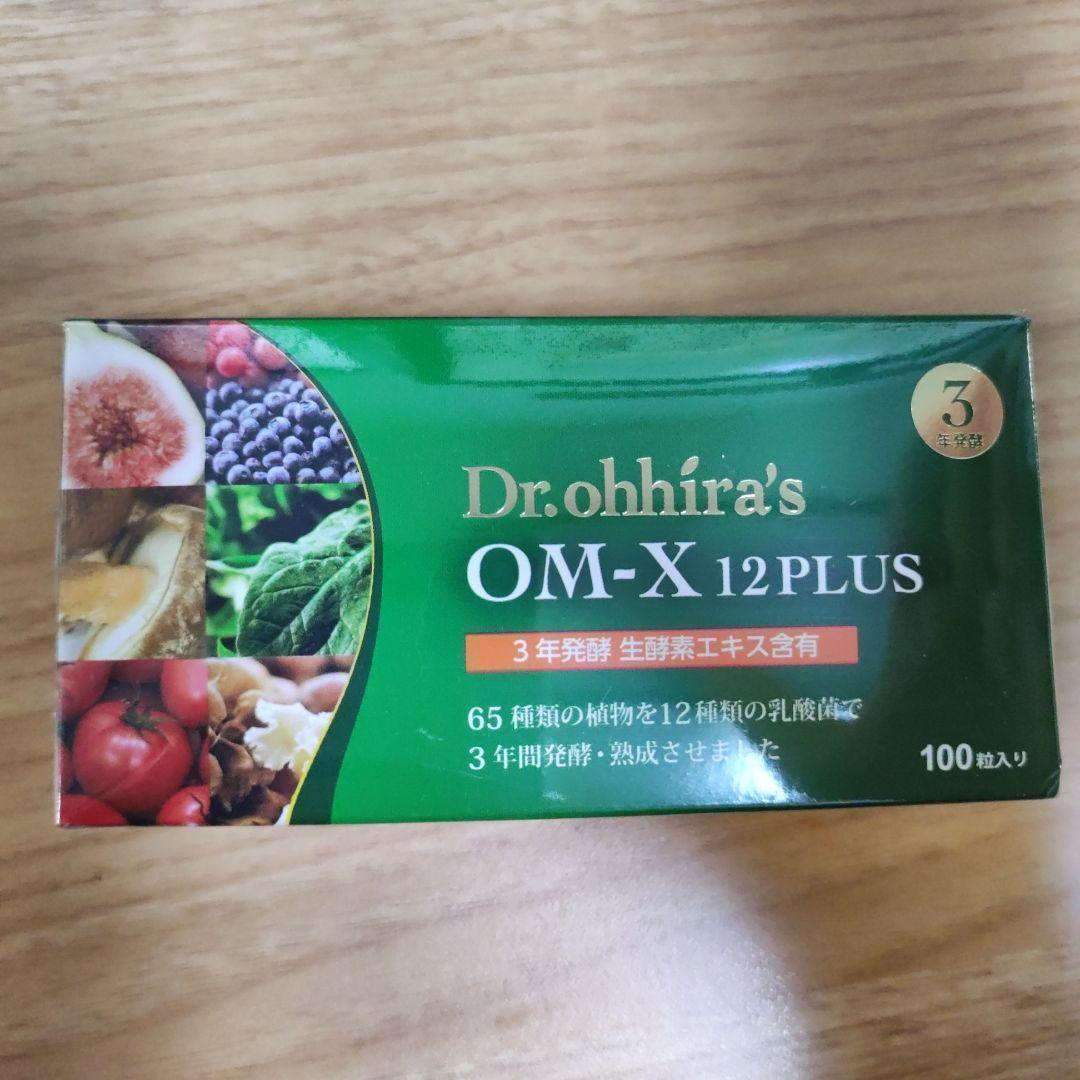 3
年発酵
Dr.ohhira's
OM-X 12PLUS
3年発酵 生酵素エキス含有
65種類の植物を12種類の乳酸菌で
3年間発酵・熟成させました
100粒入り